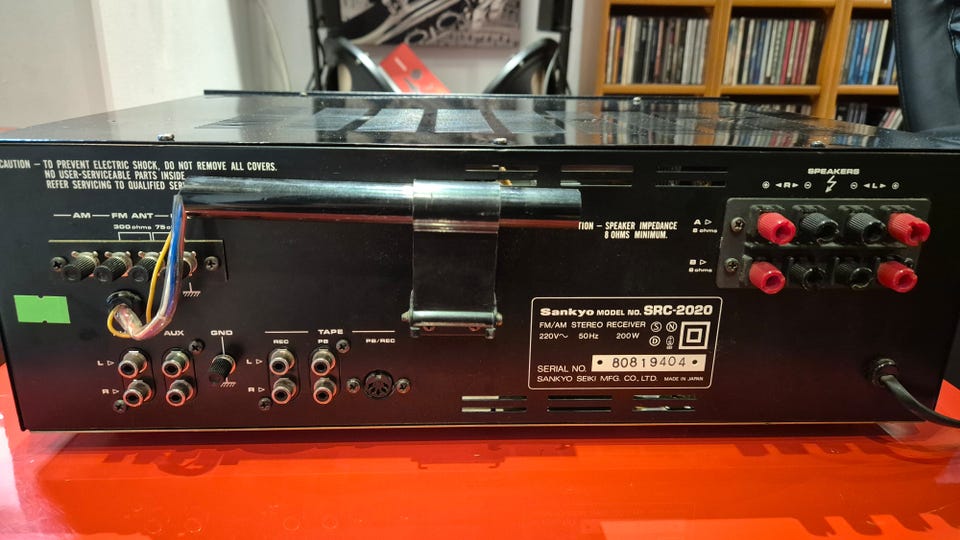 CAUTION – TO PREVENT ELECTRIC SHOCK, DO NOT REMOVE ALL COVERS.
NO USER-SERVICEABLE PARTS INSIDE
REFER SERVICING TO QUALIFIED
SPEAKERS
R L
AM FM ANT
300 ohms 75
TION – SPEAKER IMPEDANCE
8 OHMS MINIMUM.
A
8 ohms
B
8 ohms
Sankyo MODEL NO. SRC-2020
FM/AM STEREO RECEIVER S N
220V~ 50Hz 200W D FI
SERIAL NO. 80819404
SANKYO SEIKI MFG. CO., LTD. MADE IN JAPAN
AUX GND TAPE
REC PB PB/REC
L L
R R